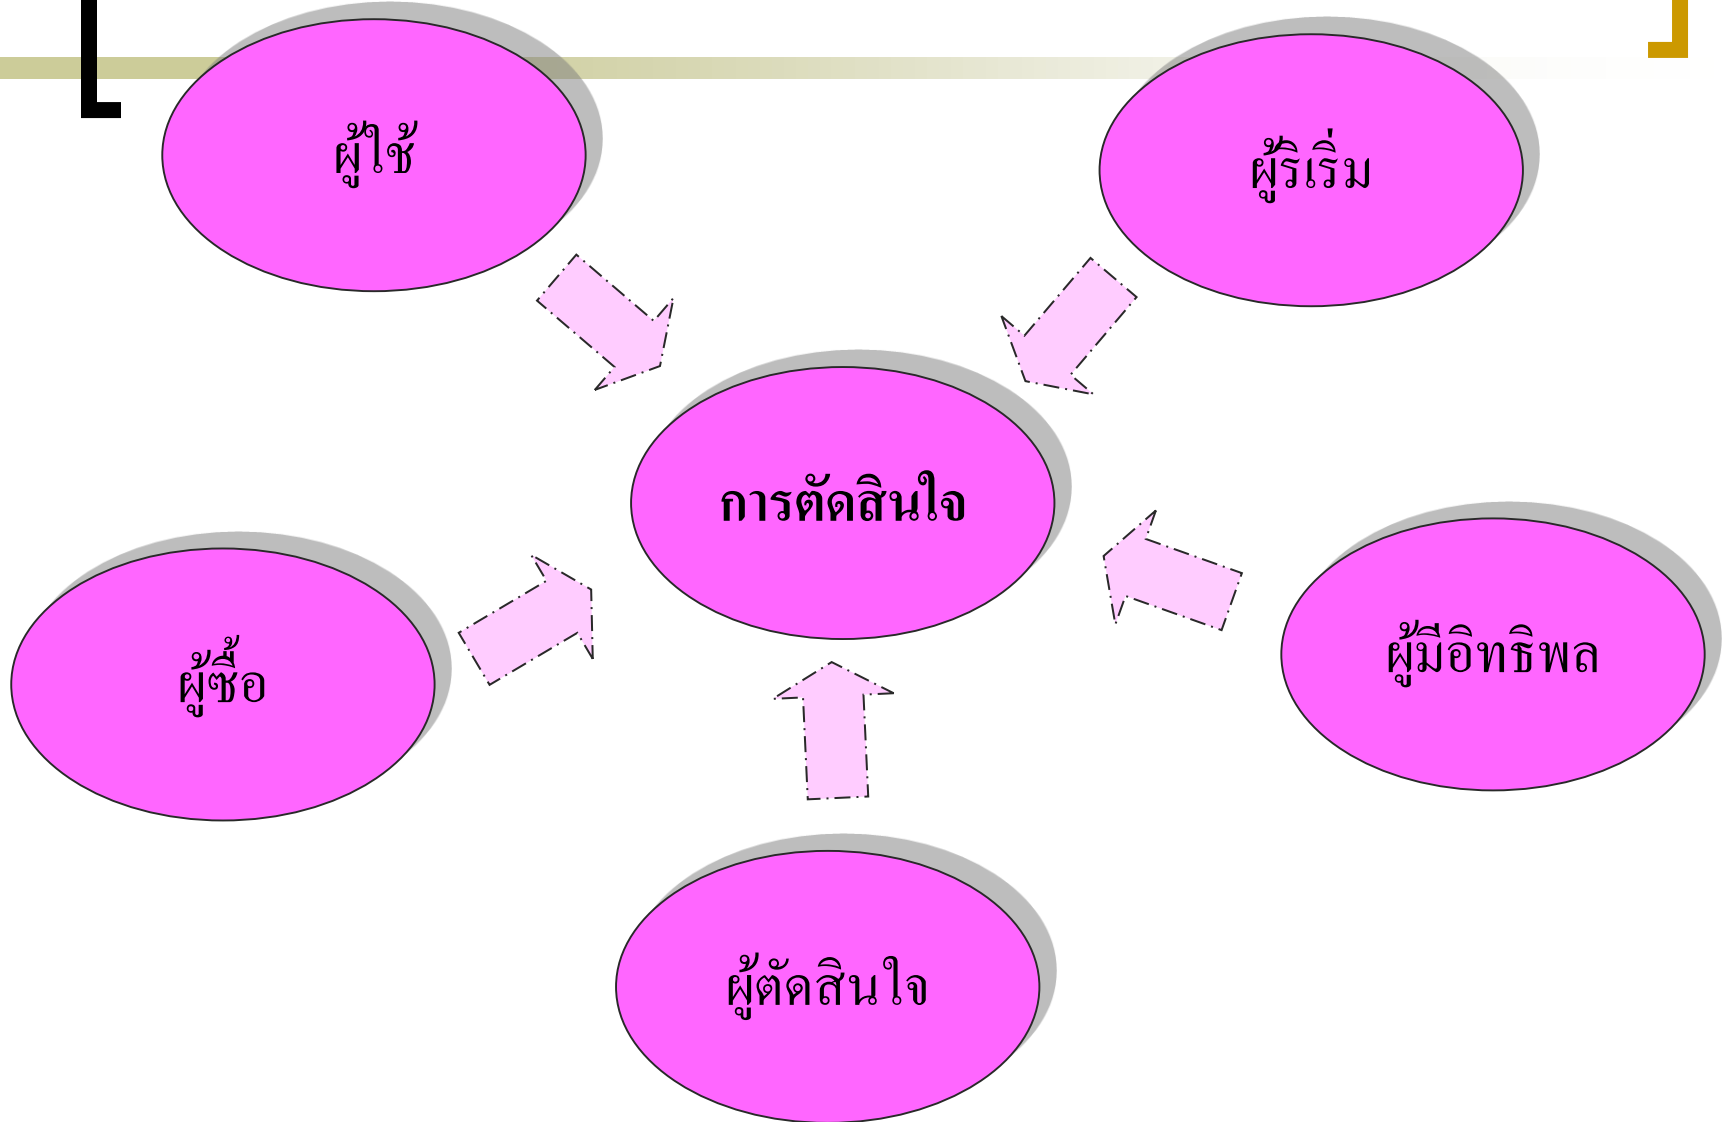 ผู้ใช้
ผู้ริเริ่ม
การตัดสินใจ
ผู้ซื้อ
ผู้มีอิทธิพล
ผู้ตัดสินใจ